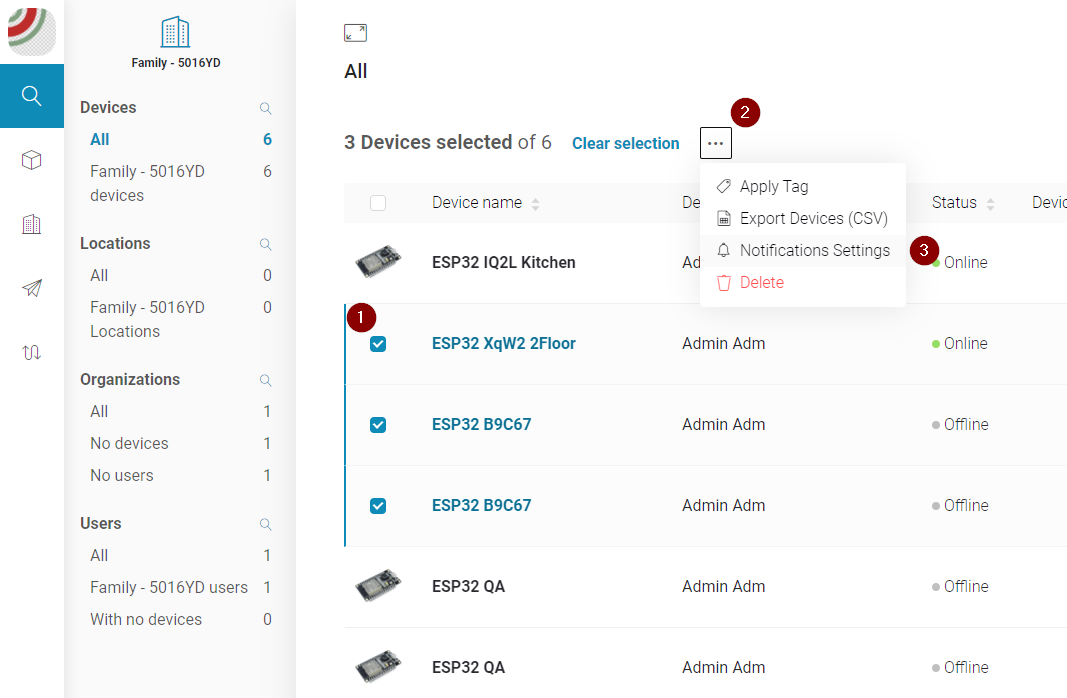 Family - 5016YD
Devices
All 6
Family - 5016YD devices 6
Locations
All 0
Family - 5016YD Locations 0
Organizations
All 1
No devices 1
No users 1
Users
All 1
Family - 5016YD users 1
With no devices 0
All
3 Devices selected of 6 Clear selection ... 2
Apply Tag
Export Devices (CSV)
Notifications Settings 3
Delete
Device name De Status Devic
ESP32 IQ2L Kitchen Ad Online
1
ESP32 XqW2 2Floor Admin Adm Online
ESP32 B9C67 Admin Adm Offline
ESP32 B9C67 Admin Adm Offline
ESP32 QA Admin Adm Offline
ESP32 QA Admin Adm Offline